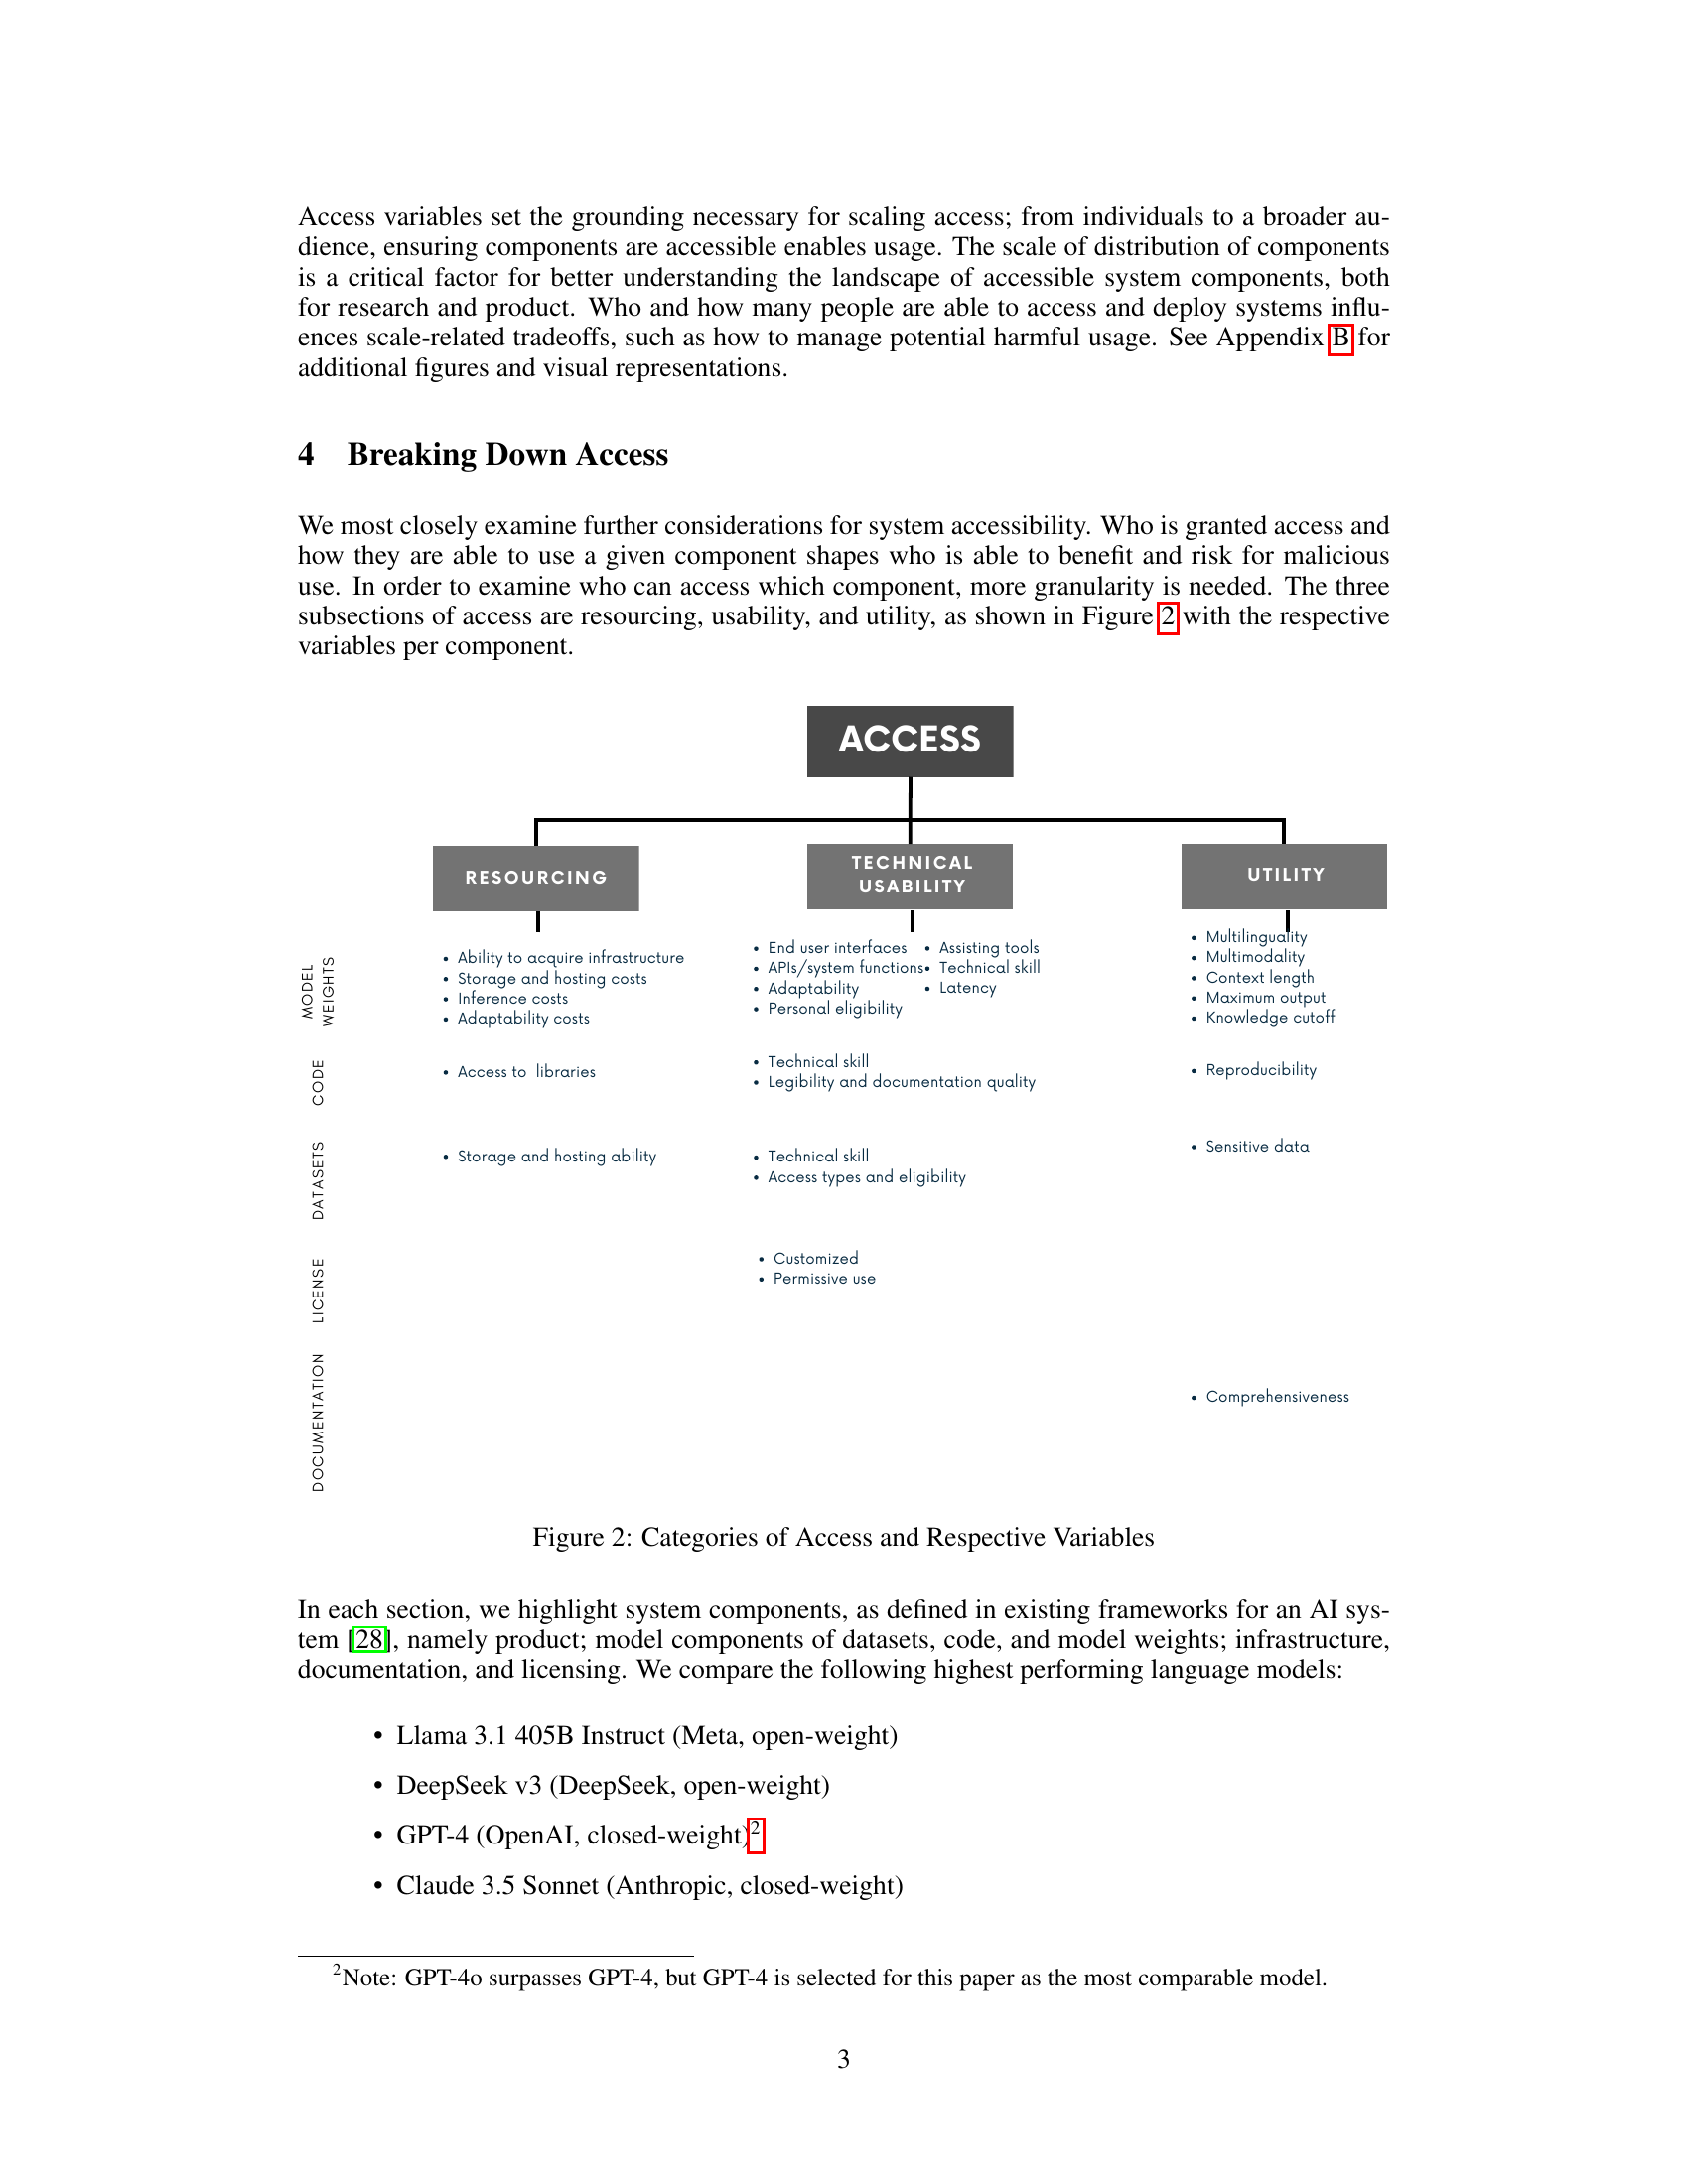 Access variables set the grounding necessary for scaling access; from individuals to a broader au-
dience, ensuring components are accessible enables usage. The scale of distribution of components
is a critical factor for better understanding the landscape of accessible system components, both
for research and product. Who and how many people are able to access and deploy systems influ-
ences scale-related tradeoffs, such as how to manage potential harmful usage. See Appendix B for
additional figures and visual representations.
4 Breaking Down Access
We most closely examine further considerations for system accessibility. Who is granted access and
how they are able to use a given component shapes who is able to benefit and risk for malicious
use. In order to examine who can access which component, more granularity is needed. The three
subsections of access are resourcing, usability, and utility, as shown in Figure 2 with the respective
variables per component.
ACCESS
RESOURCING
TECHNICAL
USABILITY
UTILITY
MODEL
WEIGHTS
• Ability to acquire infrastructure
• Storage and hosting costs
• Inference costs
• Adaptability costs
• End user interfaces
• APIs/system functions
• Adaptability
• Personal eligibility
• Assisting tools
• Technical skill
• Latency
• Multilinguality
• Multimodality
• Context length
• Maximum output
• Knowledge cutoff
CODE
• Access to libraries
• Technical skill
• Legibility and documentation quality
• Reproducibility
DATASETS
• Storage and hosting ability
• Technical skill
• Access types and eligibility
• Sensitive data
LICENSE
• Customized
• Permissive use
DOCUMENTATION
• Comprehensiveness
Figure 2: Categories of Access and Respective Variables
In each section, we highlight system components, as defined in existing frameworks for an AI sys-
tem [28], namely product; model components of datasets, code, and model weights; infrastructure,
documentation, and licensing. We compare the following highest performing language models:
• Llama 3.1 405B Instruct (Meta, open-weight)
• DeepSeek v3 (DeepSeek, open-weight)
• GPT-4 (OpenAI, closed-weight)2
• Claude 3.5 Sonnet (Anthropic, closed-weight)
2Note: GPT-4o surpasses GPT-4, but GPT-4 is selected for this paper as the most comparable model.
3